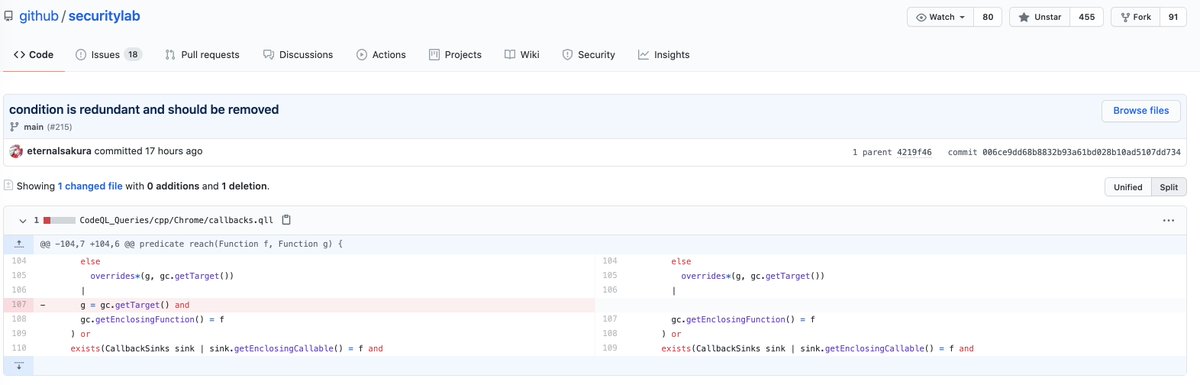 github / securitylab
Watch 80
Unstar 455
Fork 91
<> Code Issues 18 Pull requests Discussions Actions Projects Wiki Security Insights
condition is redundant and should be removed
Browse files
main (#215)
eternalsakura committed 17 hours ago
1 parent 4219f46 commit 006ce9dd68b8832b93a61bd028b10ad5107dd734
Showing 1 changed file with 0 additions and 1 deletion.
Unified Split
1 CodeQL_Queries/cpp/Chrome/callbacks.qll ...
@@ -104,7 +104,6 @@ predicate reach(Function f, Function g) {
104 else 104 else
105 overrides*(g, gc.getTarget()) 105 overrides*(g, gc.getTarget())
106 | 106 |
107 - g = gc.getTarget() and
108 gc.getEnclosingFunction() = f 107 gc.getEnclosingFunction() = f
109 ) or 108 ) or
110 exists(CallbackSinks sink | sink.getEnclosingCallable() = f and 109 exists(CallbackSinks sink | sink.getEnclosingCallable() = f and